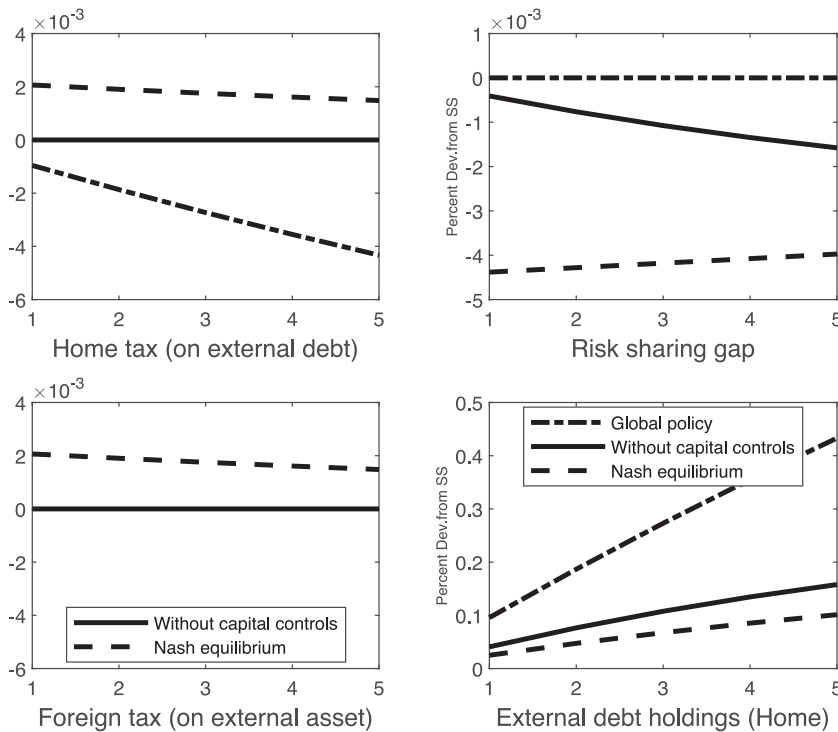 ×10⁻³
4
2
0
-2
-4
-6
1 2 3 4 5
Home tax (on external debt)
×10⁻³
1
0
-1
-2
-3
-4
-5
Percent Dev.from SS
1 2 3 4 5
Risk sharing gap
×10⁻³
4
2
0
-2
-4
-6
Without capital controls
Nash equilibrium
1 2 3 4 5
Foreign tax (on external asset)
0.5
0.4
0.3
0.2
0.1
0
Percent Dev.from SS
Global policy
Without capital controls
Nash equilibrium
1 2 3 4 5
External debt holdings (Home)